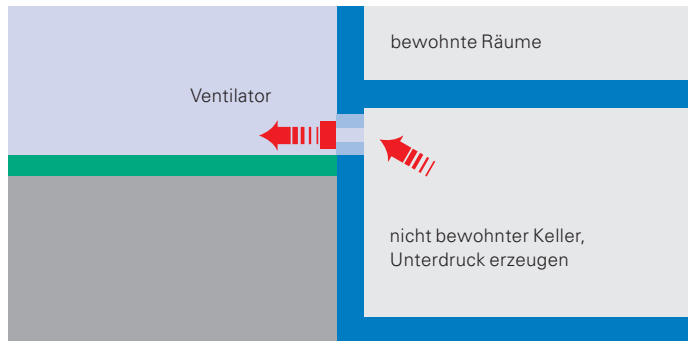 bewohnte Räume
Ventilator
nicht bewohnter Keller,
Unterdruck erzeugen